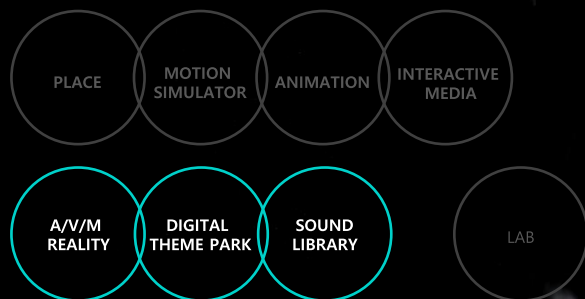 PLACE
MOTION
SIMULATOR
ANIMATION
INTERACTIVE
MEDIA
A/V/M
REALITY
DIGITAL
THEME PARK
SOUND
LIBRARY
LAB